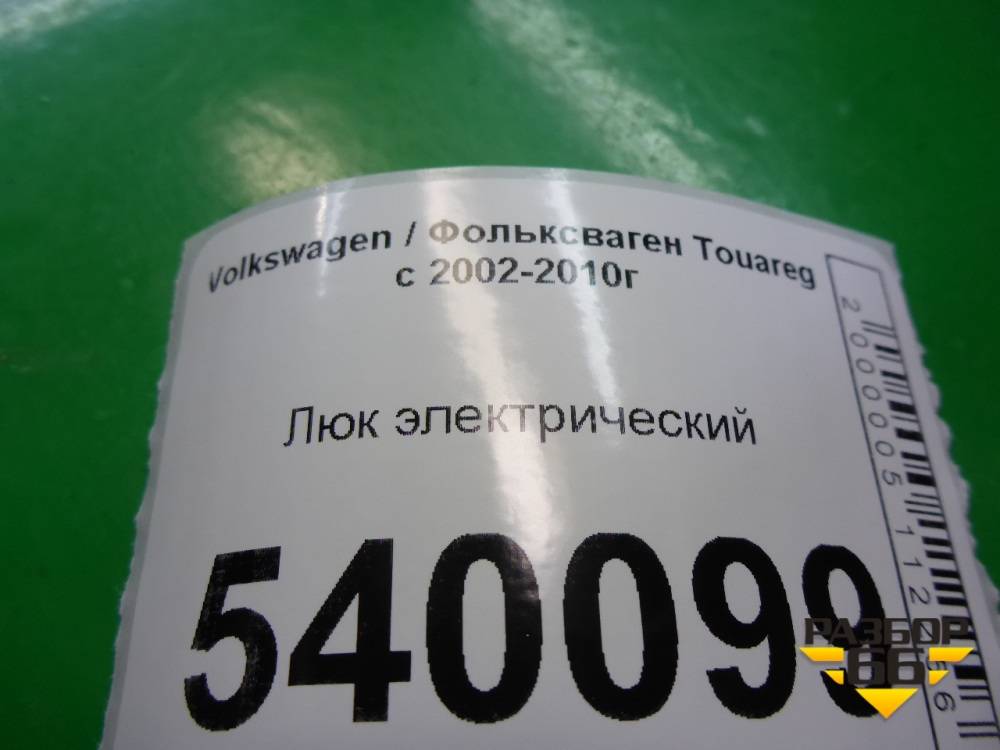 Volkswagen / Фольксваген Touareg
с 2002-2010г
Люк электрический
540099
РАЗБОР
66